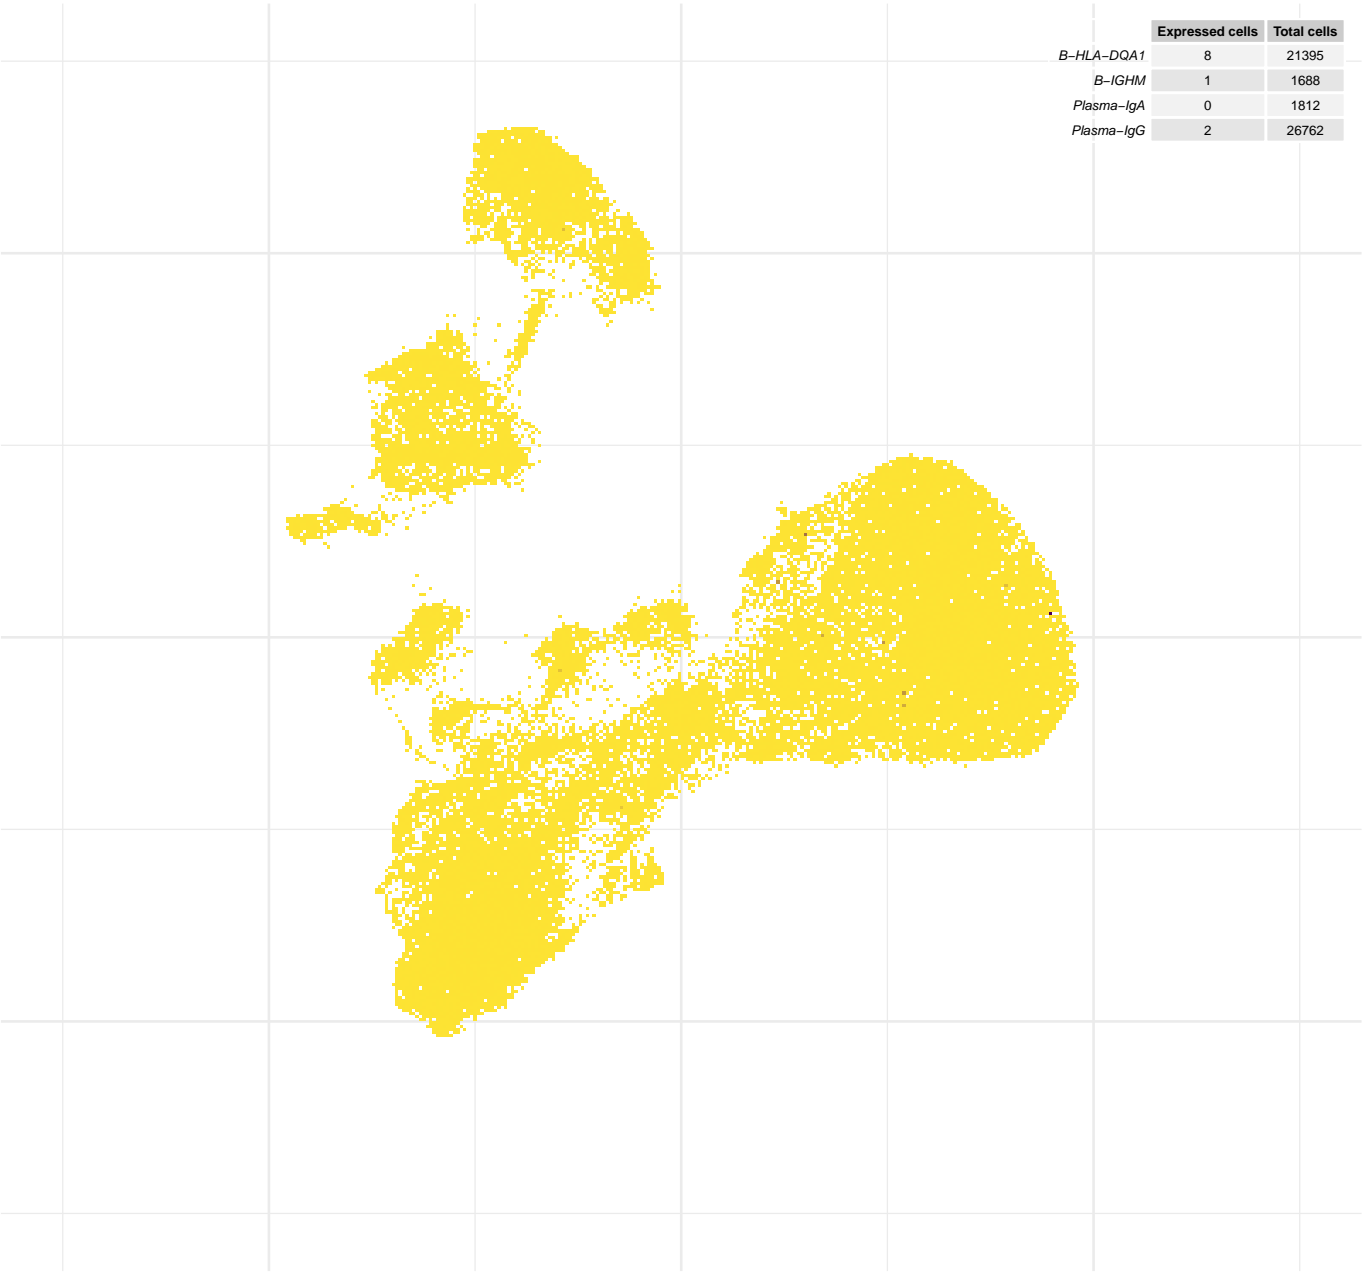 Expressed cells Total cells
B−HLA−DQA1 8 21395
B−IGHM 1 1688
Plasma−IgA 0 1812
Plasma−IgG 2 26762